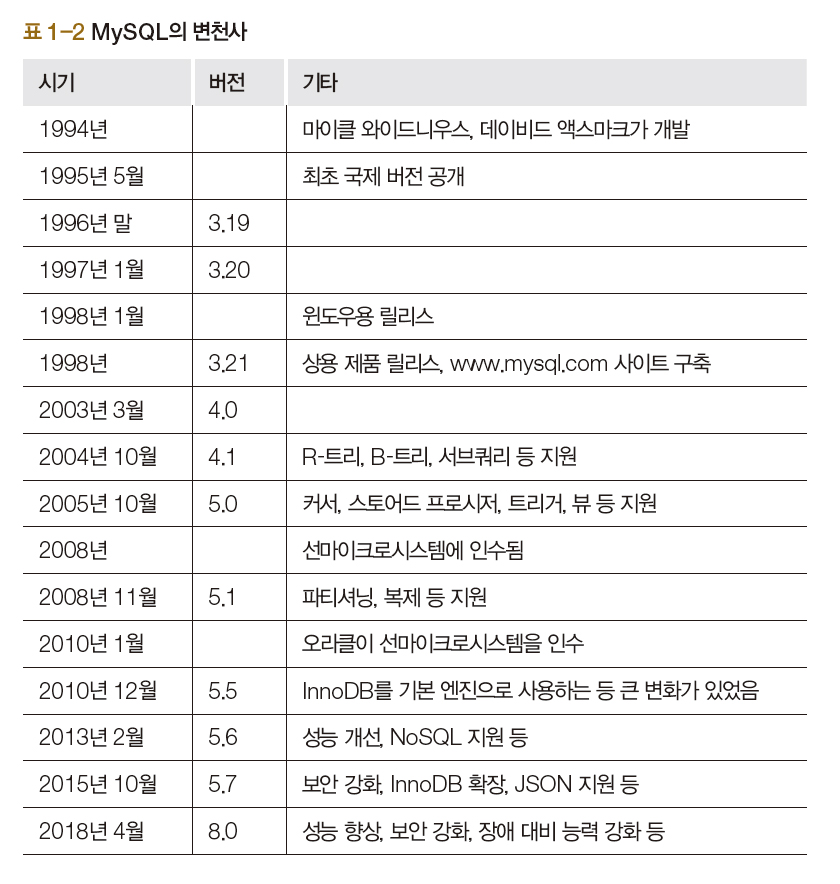 표 1-2 MySQL의 변천사
시기 버전 기타
1994년 마이클 와이드니우스, 데이비드 액스마크가 개발
1995년 5월 최초 국제 버전 공개
1996년 말 3.19
1997년 1월 3.20
1998년 1월 윈도우용 릴리스
1998년 3.21 상용 제품 릴리스, www.mysql.com 사이트 구축
2003년 3월 4.0
2004년 10월 4.1 R-트리, B-트리, 서브쿼리 등 지원
2005년 10월 5.0 커서, 스토어드 프로시저, 트리거, 뷰 등 지원
2008년 선마이크로시스템에 인수됨
2008년 11월 5.1 파티셔닝, 복제 등 지원
2010년 1월 오라클이 선마이크로시스템을 인수
2010년 12월 5.5 InnoDB를 기본 엔진으로 사용하는 등 큰 변화가 있었음
2013년 2월 5.6 성능 개선, NoSQL 지원 등
2015년 10월 5.7 보안 강화, InnoDB 확장, JSON 지원 등
2018년 4월 8.0 성능 향상, 보안 강화, 장애 대비 능력 강화 등